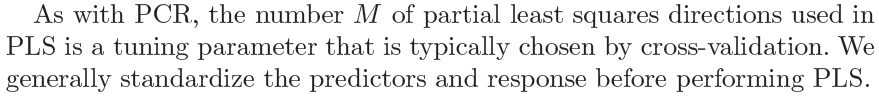 As with PCR, the number M of partial least squares directions used in
PLS is a tuning parameter that is typically chosen by cross-validation. We
generally standardize the predictors and response before performing PLS.